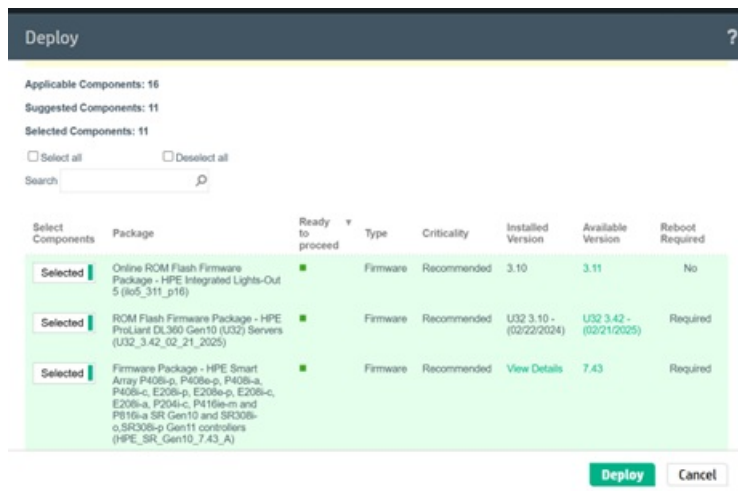 Deploy
?
Applicable Components: 16
Suggested Components: 11
Selected Components: 11
Select all
Deselect all
Search
Select Components
Package
Ready to proceed
Type
Criticality
Installed Version
Available Version
Reboot Required
Selected
Online ROM Flash Firmware
Package - HPE Integrated Lights-Out
5 (ilo5_311_p16)
Firmware
Recommended
3.10
3.11
No
Selected
ROM Flash Firmware Package - HPE
ProLiant DL360 Gen10 (U32) Servers
(U32_3.42_02_21_2025)
Firmware
Recommended
U32 3.10 -
(02/22/2024)
U32 3.42 -
(02/21/2025)
Required
Selected
Firmware Package - HPE Smart
Array P408i-p, P408e-p, P408i-a,
P408i-c, E208i-p, E208e-p, E208i-c,
E208i-a, P204i-c, P416ie-m and
P816i-a SR Gen10 and SR308i-
o,SR308i-p Gen11 controllers
(HPE_SR_Gen10_7.43_A)
Firmware
Recommended
View Details
7.43
Required
Deploy
Cancel